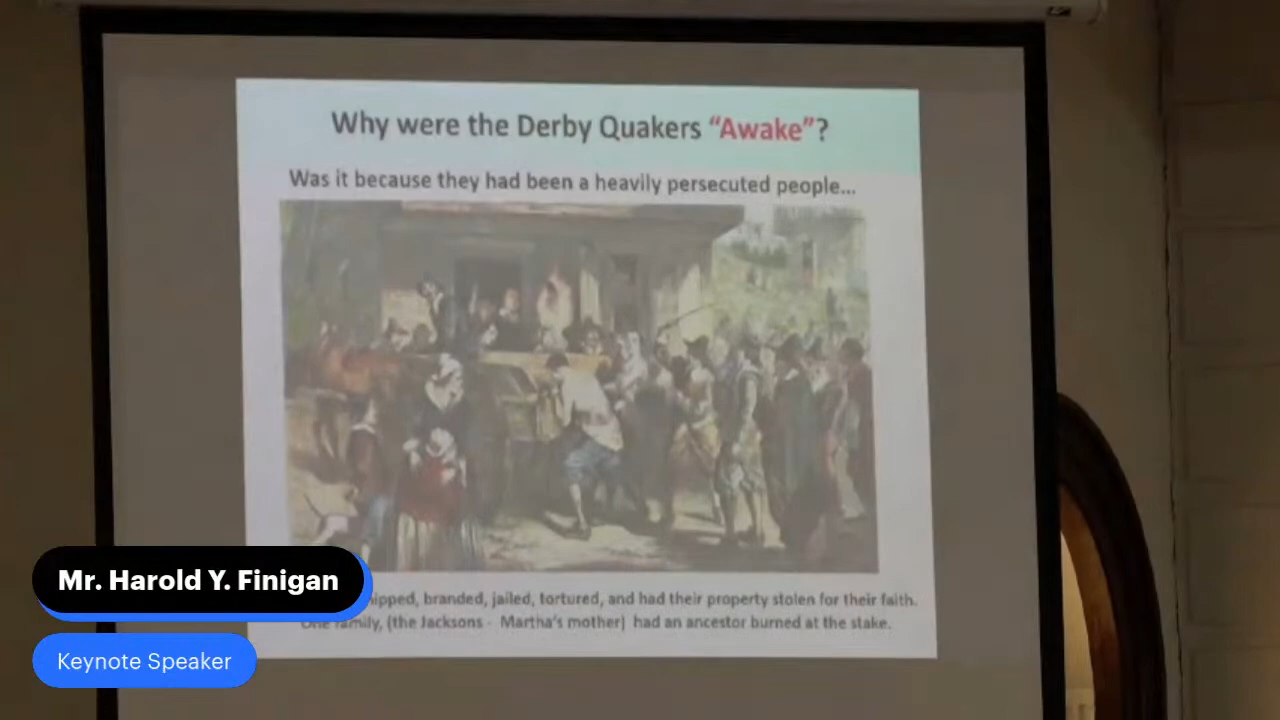 Why were the Derby Quakers “Awake”?
Was it because they had been a heavily persecuted people...
branded, jailed, tortured, and had their property stolen for their faith.
One family, (the Jacksons - Martha's mother) had an ancestor burned at the stake.
Mr. Harold Y. Finigan
Keynote Speaker